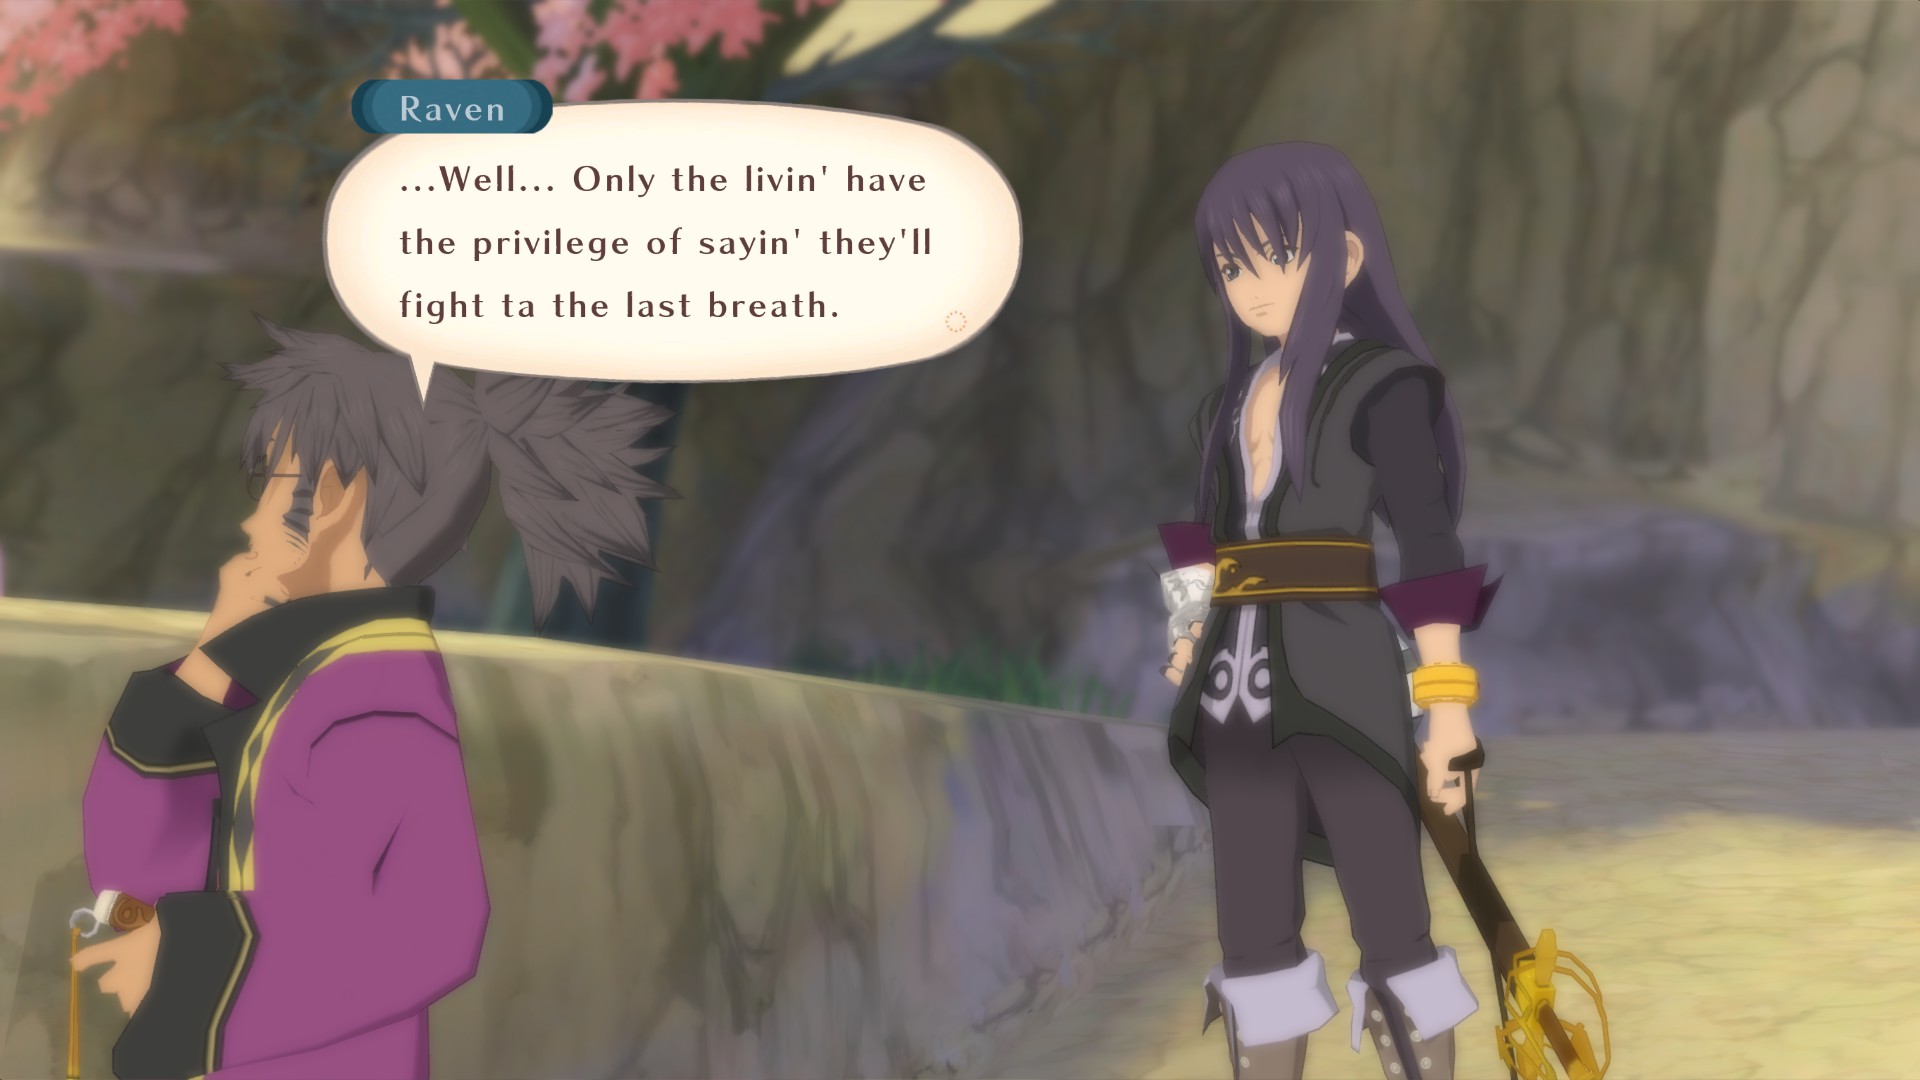 Raven
...Well... Only the livin' have
the privilege of sayin' they'll
fight ta the last breath.